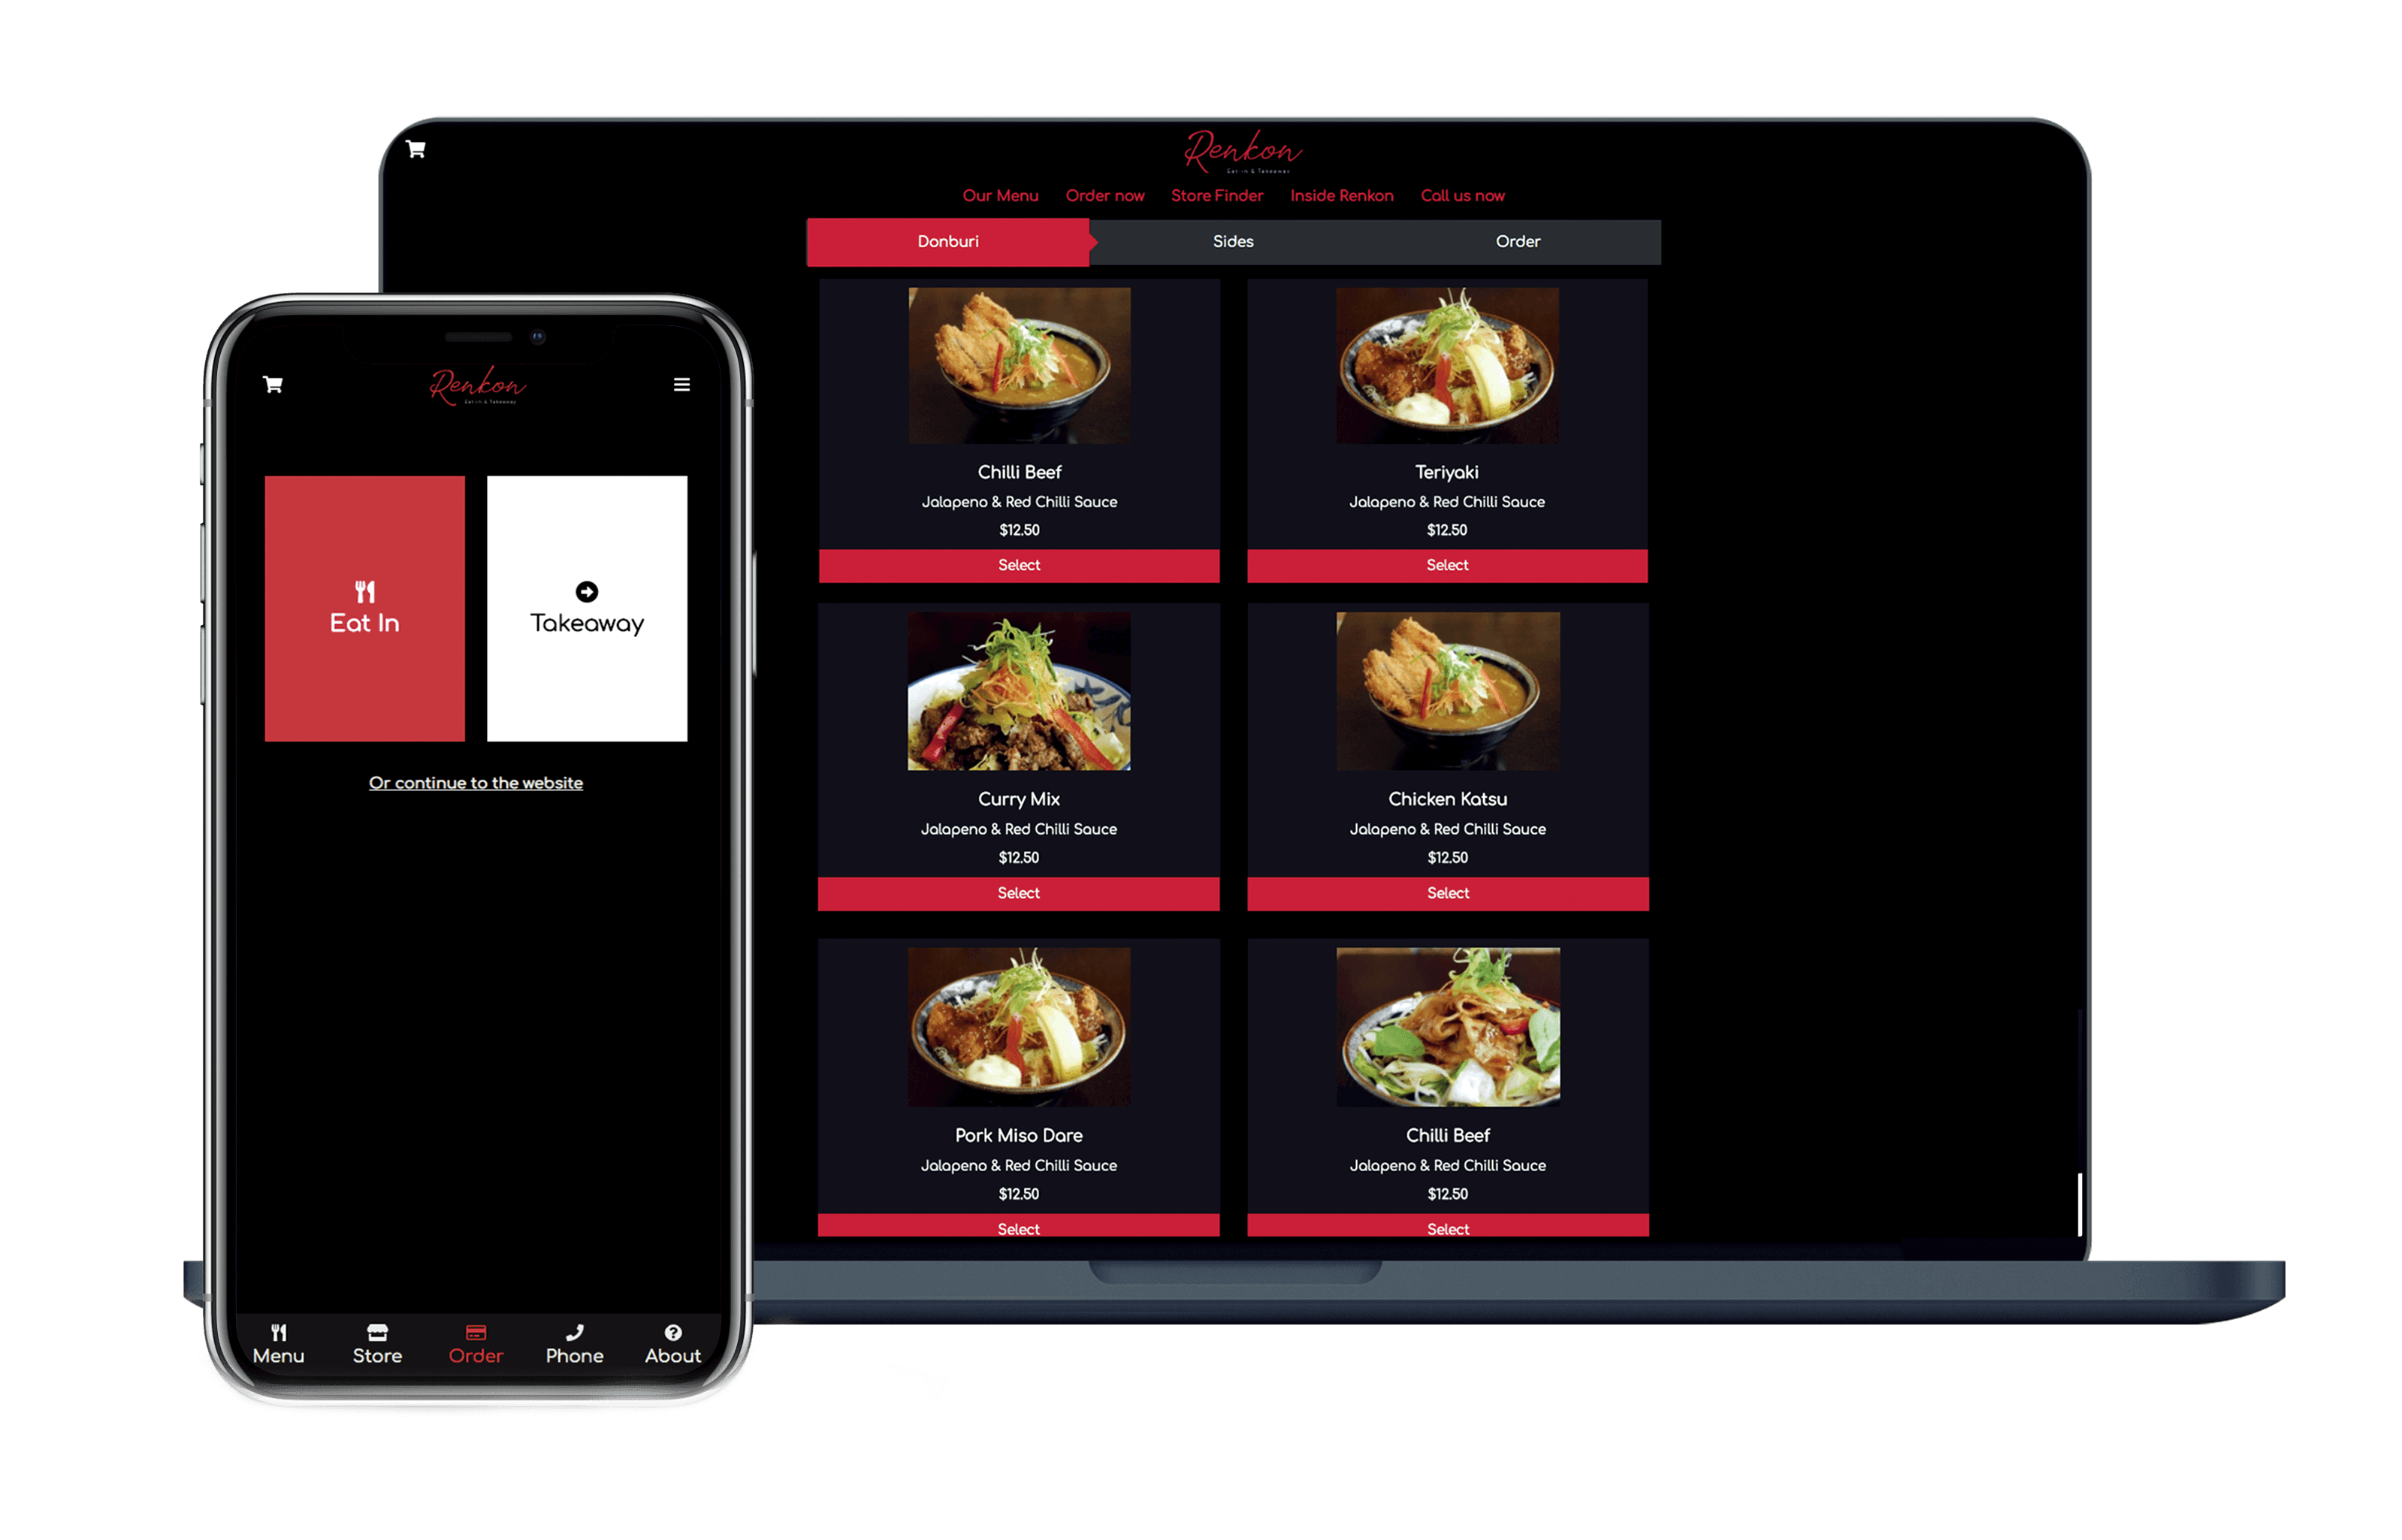 Renkon
Eat in & Takeaway
Our Menu Order now Store Finder Inside Renkon Call us now
Donburi Sides Order
Chilli Beef
Jalapeno & Red Chilli Sauce
$12.50
Select
Teriyaki
Jalapeno & Red Chilli Sauce
$12.50
Select
Curry Mix
Jalapeno & Red Chilli Sauce
$12.50
Select
Chicken Katsu
Jalapeno & Red Chilli Sauce
$12.50
Select
Pork Miso Dare
Jalapeno & Red Chilli Sauce
$12.50
Select
Chilli Beef
Jalapeno & Red Chilli Sauce
$12.50
Select
Renkon
Eat in & Takeaway
Eat In
Takeaway
Or continue to the website
Menu Store Order Phone About